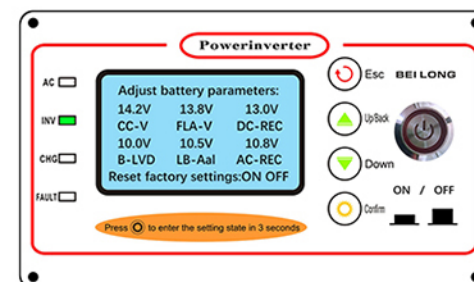 Powerinverter
AC
INV
CHG
FAULT
Adjust battery parameters:
14.2V 13.8V 13.0V
CC-V FLA-V DC-REC
10.0V 10.5V 10.8V
B-LVD LB-Aal AC-REC
Reset factory settings:ON OFF
Press to enter the setting state in 3 seconds
Esc
Up/Back
Down
Confirm
BEILONG
ON / OFF